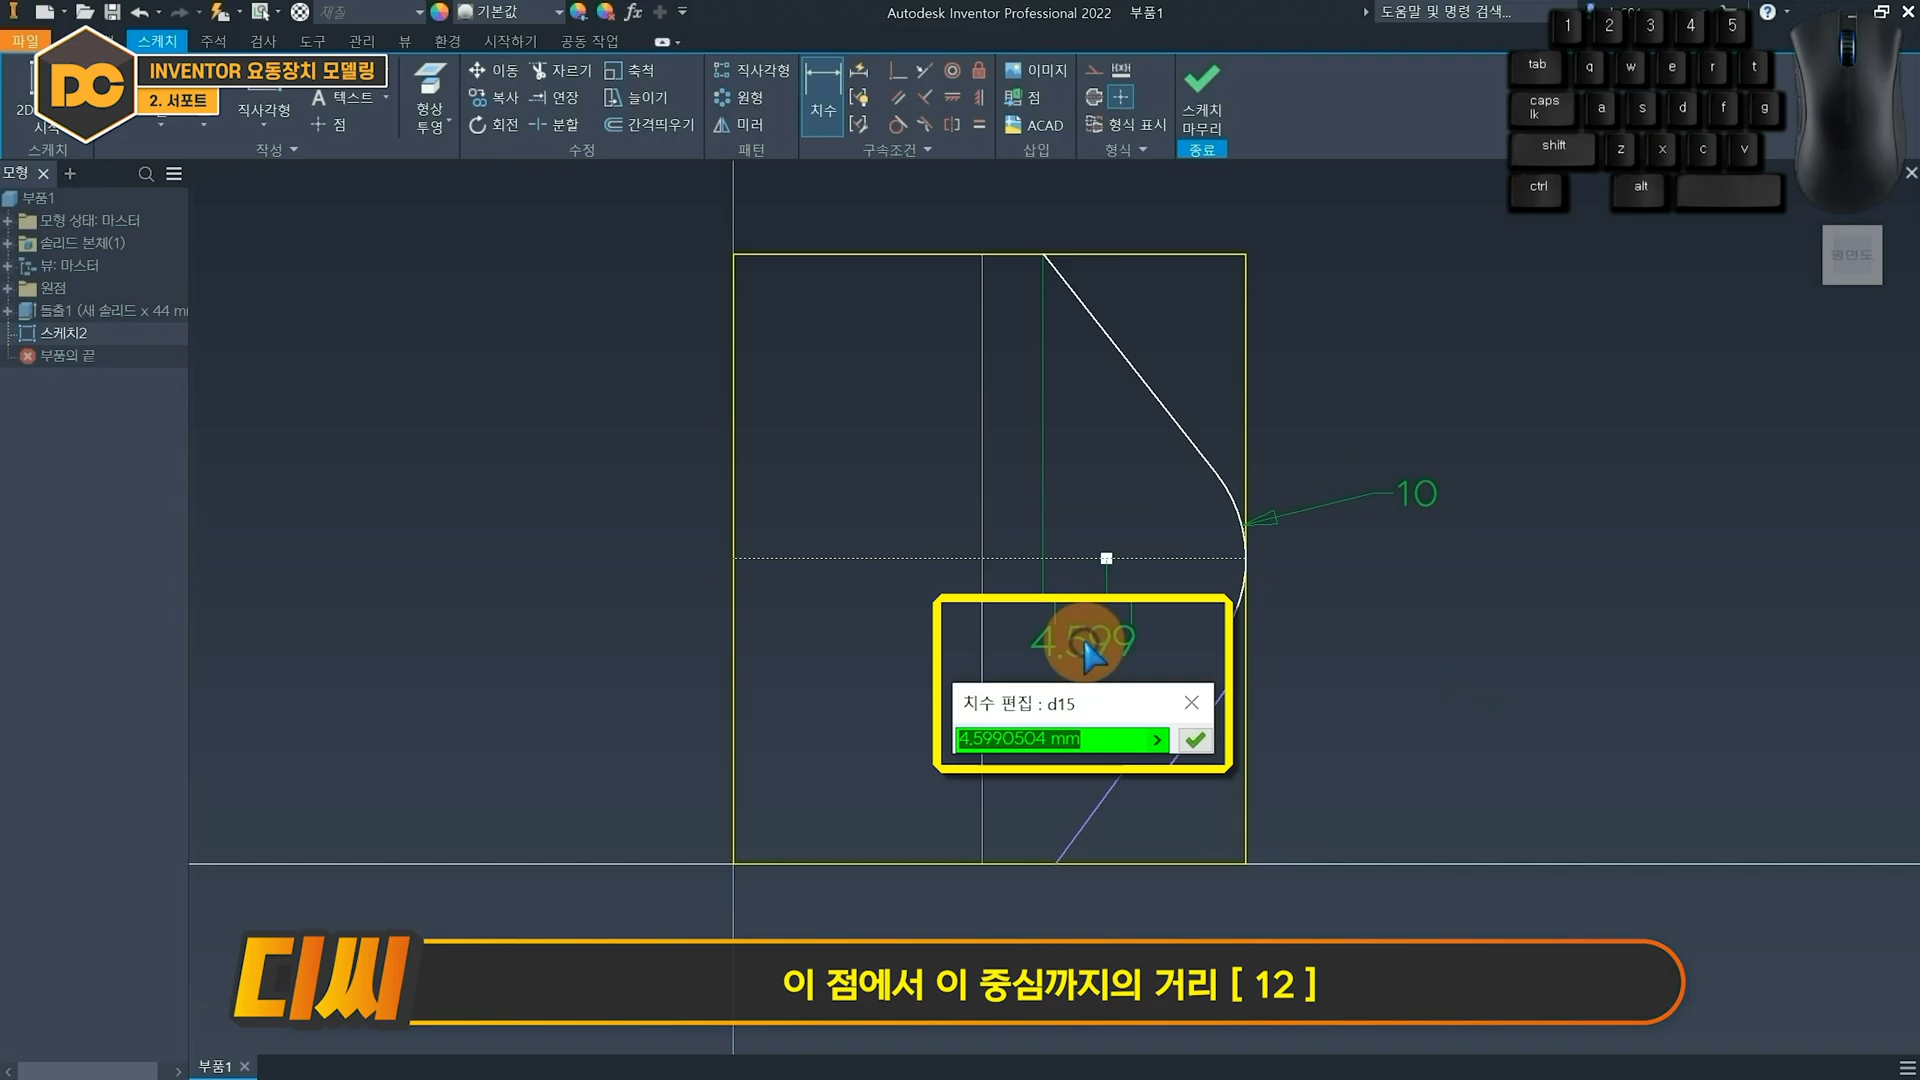 재질
기본값
Autodesk Inventor Professional 2022 부품1
도움말 및 명령 검색...
파일 스케치 주석 검사 도구 관리 뷰 환경 시작하기 공동 작업
DC
INVENTOR 요동장치 모델링
2. 서포트
직사각형
텍스트
점
형상
투영
이동 자르기 축척
복사 연장 늘이기
회전 분할 간격띄우기
직사각형
원형
미러
치수
이미지
점
ACAD
형식 표시
스케치
마무리
스케치 작성 수정 패턴 구속조건 삽입 형식 종료
1 2 3 4 5
tab q w e r t
caps
lk
a s d f g
shift z x c v
ctrl alt
모형
부품1
모형 상태: 마스터
솔리드 본체(1)
뷰: 마스터
원점
돌출1 (새 솔리드 x 44 m
스케치2
부품의 끝
평면도
10
4.599
치수 편집 : d15
4.5990504 mm
디씨
이 점에서 이 중심까지의 거리 [ 12 ]
부품1